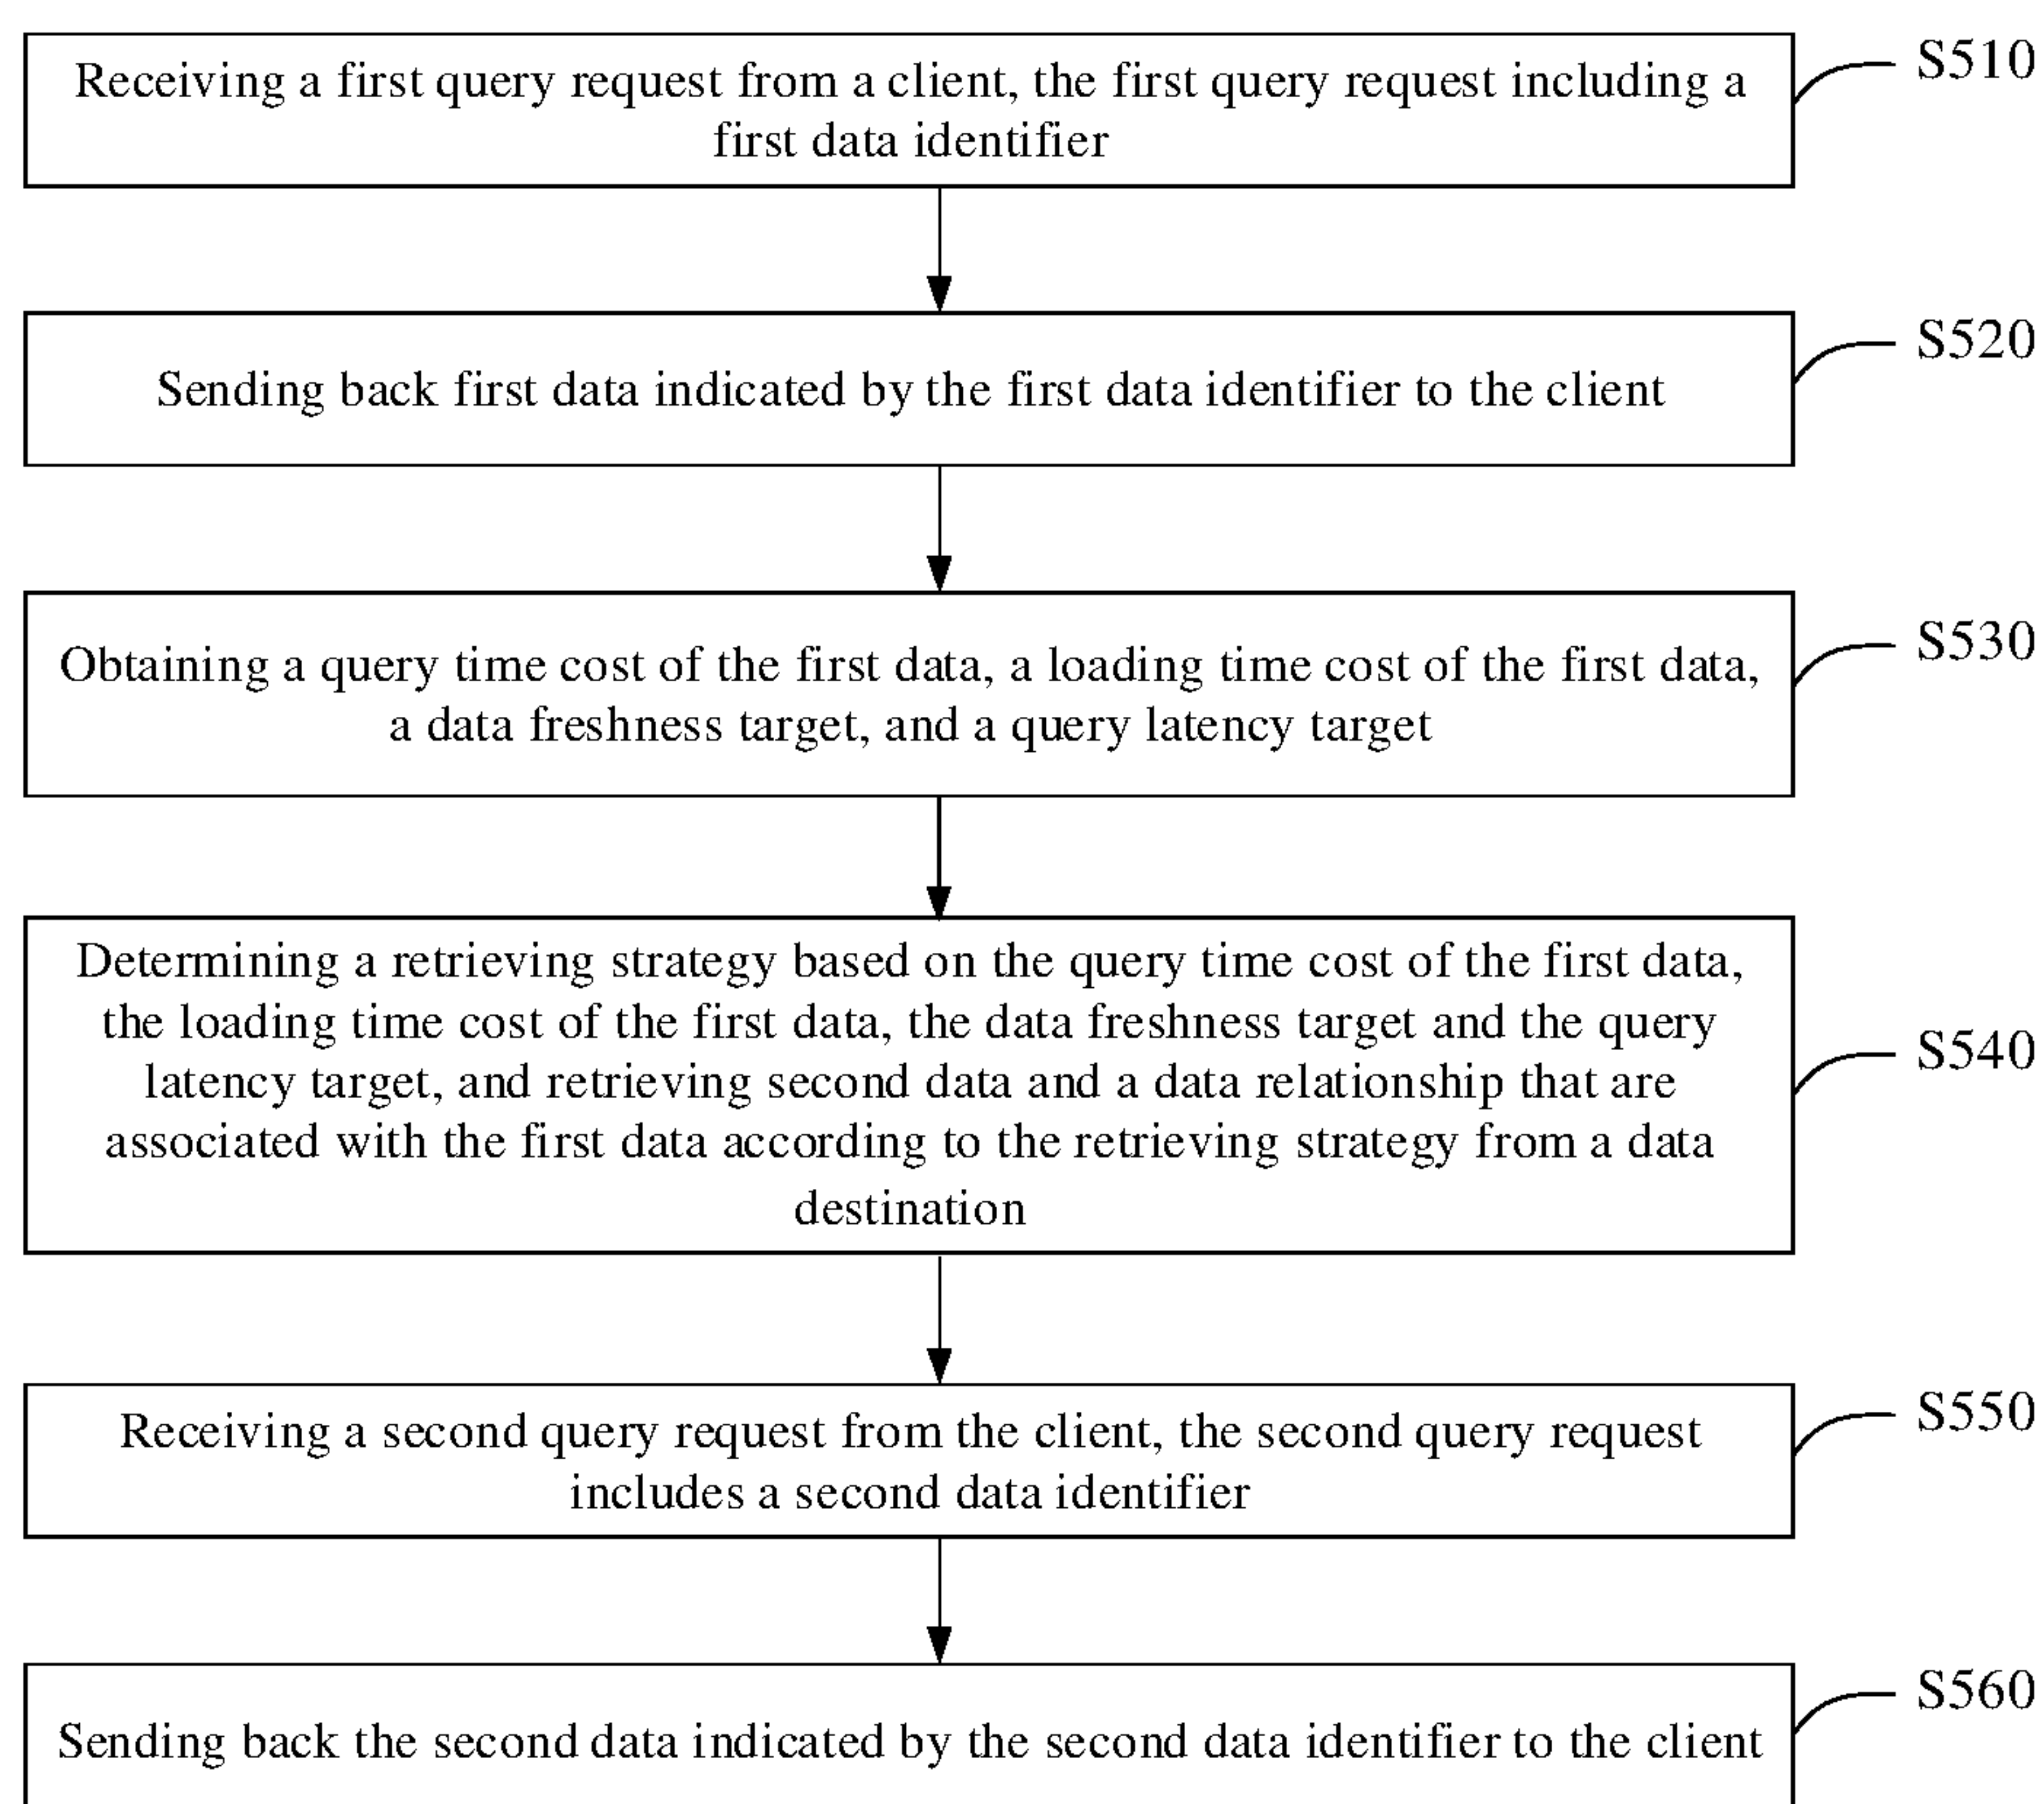 Receiving a first query request from a client, the first query request including a
first data identifier
S510
Sending back first data indicated by the first data identifier to the client
S520
Obtaining a query time cost of the first data, a loading time cost of the first data,
a data freshness target, and a query latency target
S530
Determining a retrieving strategy based on the query time cost of the first data,
the loading time cost of the first data, the data freshness target and the query
latency target, and retrieving second data and a data relationship that are
associated with the first data according to the retrieving strategy from a data
destination
S540
Receiving a second query request from the client, the second query request
includes a second data identifier
S550
Sending back the second data indicated by the second data identifier to the client
S560